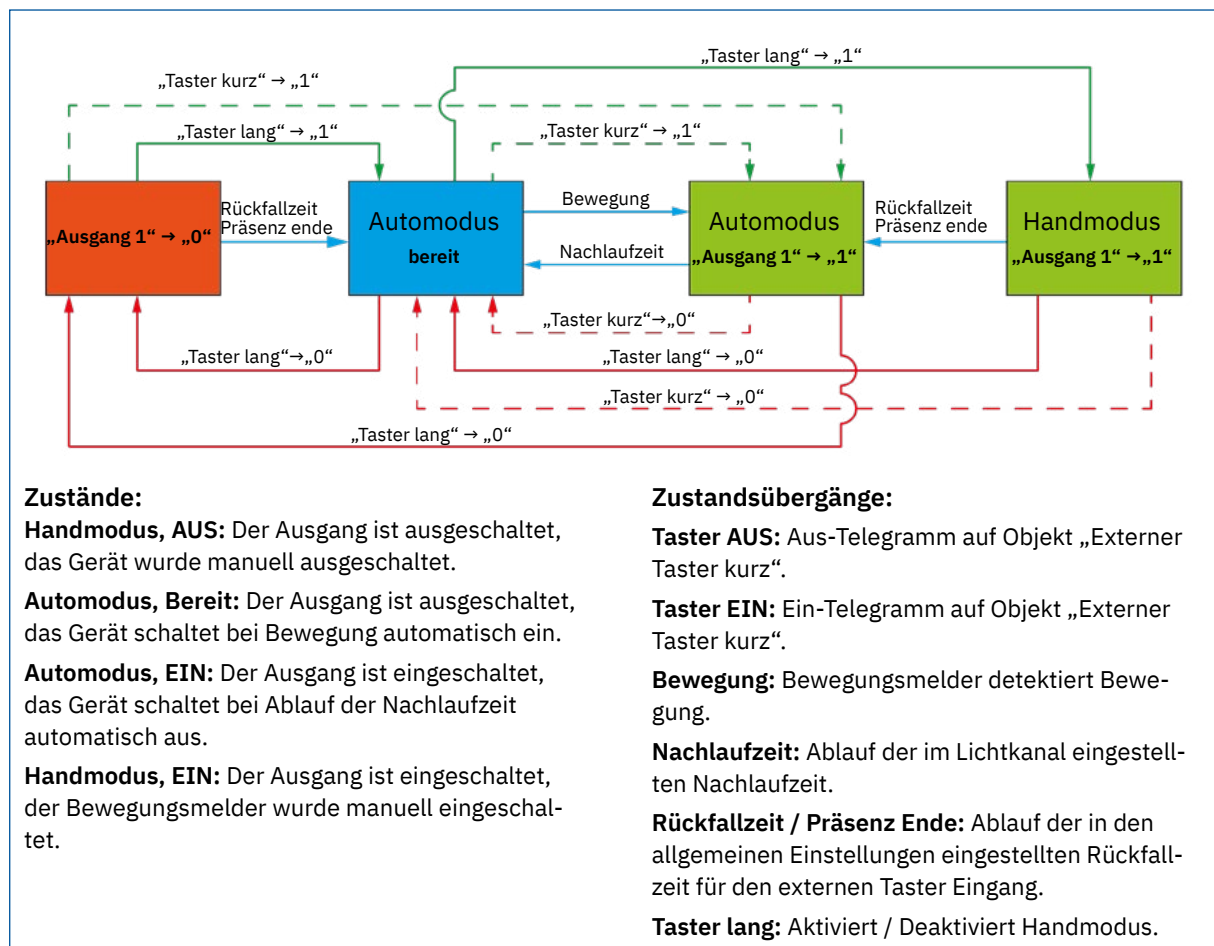 „Taster lang“ → „1“
„Taster kurz“ → „1“
„Taster lang“ → „1“
„Taster kurz“ → „1“
„Ausgang 1“ → „0“
Rückfallzeit
Präsenz ende
Automodus
bereit
Bewegung
Nachlaufzeit
Automodus
„Ausgang 1“ → „1“
Rückfallzeit
Präsenz ende
Handmodus
„Ausgang 1“ →„1“
„Taster kurz“→„0“
„Taster lang“→„0“
„Taster lang“ → „0“
„Taster kurz“ → „0“
„Taster lang“ → „0“
Zustände:
Handmodus, AUS: Der Ausgang ist ausgeschaltet,
das Gerät wurde manuell ausgeschaltet.
Automodus, Bereit: Der Ausgang ist ausgeschaltet,
das Gerät schaltet bei Bewegung automatisch ein.
Automodus, EIN: Der Ausgang ist eingeschaltet,
das Gerät schaltet bei Ablauf der Nachlaufzeit
automatisch aus.
Handmodus, EIN: Der Ausgang ist eingeschaltet,
der Bewegungsmelder wurde manuell eingeschal-
tet.
Zustandsübergänge:
Taster AUS: Aus-Telegramm auf Objekt „Externer
Taster kurz“.
Taster EIN: Ein-Telegramm auf Objekt „Externer
Taster kurz“.
Bewegung: Bewegungsmelder detektiert Bewe-
gung.
Nachlaufzeit: Ablauf der im Lichtkanal eingestell-
ten Nachlaufzeit.
Rückfallzeit / Präsenz Ende: Ablauf der in den
allgemeinen Einstellungen eingestellten Rückfall-
zeit für den externen Taster Eingang.
Taster lang: Aktiviert / Deaktiviert Handmodus.